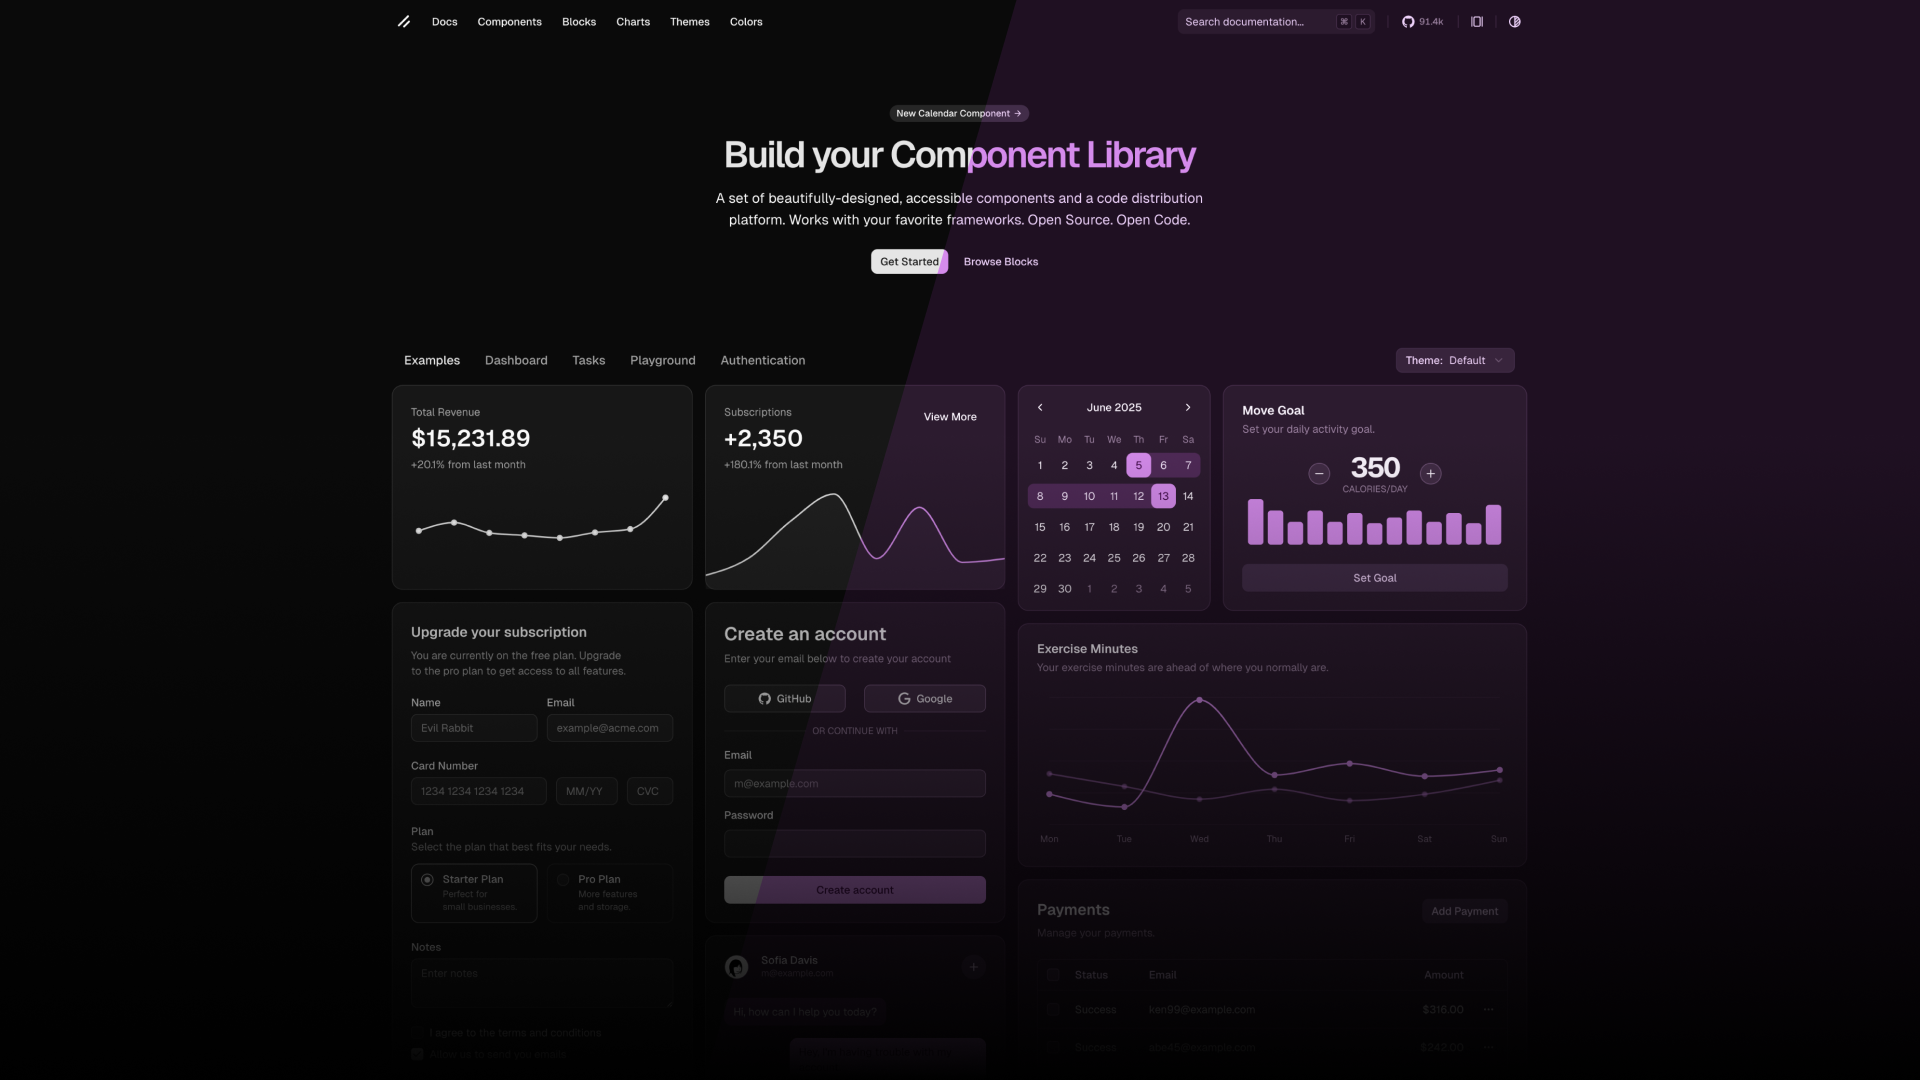 Docs
Components
Blocks
Charts
Themes
Colors
Search documentation...
⌘ K
91.4k
New Calendar Component →
Build your Component Library
A set of beautifully-designed, accessible components and a code distribution
platform. Works with your favorite frameworks. Open Source. Open Code.
Get Started
Browse Blocks
Examples
Dashboard
Tasks
Playground
Authentication
Theme: Default
Total Revenue
$15,231.89
+20.1% from last month
Subscriptions
+2,350
+180.1% from last month
View More
June 2025
Su Mo Tu We Th Fr Sa
1 2 3 4 5 6 7
8 9 10 11 12 13 14
15 16 17 18 19 20 21
22 23 24 25 26 27 28
29 30 1 2 3 4 5
Move Goal
Set your daily activity goal.
350
CALORIES/DAY
Set Goal
Upgrade your subscription
You are currently on the free plan. Upgrade
to the pro plan to get access to all features.
Name
Email
Evil Rabbit
example@acme.com
Card Number
1234 1234 1234 1234
MM/YY
CVC
Plan
Select the plan that best fits your needs.
Starter Plan
Perfect for
small businesses.
Pro Plan
More features
and storage.
Notes
Enter notes
I agree to the terms and conditions
Allow us to send you emails
Create an account
Enter your email below to create your account
GitHub
Google
OR CONTINUE WITH
Email
m@example.com
Password
Create account
Sofia Davis
m@example.com
Hi, how can I help you today?
Exercise Minutes
Your exercise minutes are ahead of where you normally are.
Mon Tue Wed Thu Fri Sat Sun
Payments
Manage your payments.
Add Payment
Status
Email
Amount
Success
ken99@example.com
$316.00
Success
abe45@example.com
$242.00